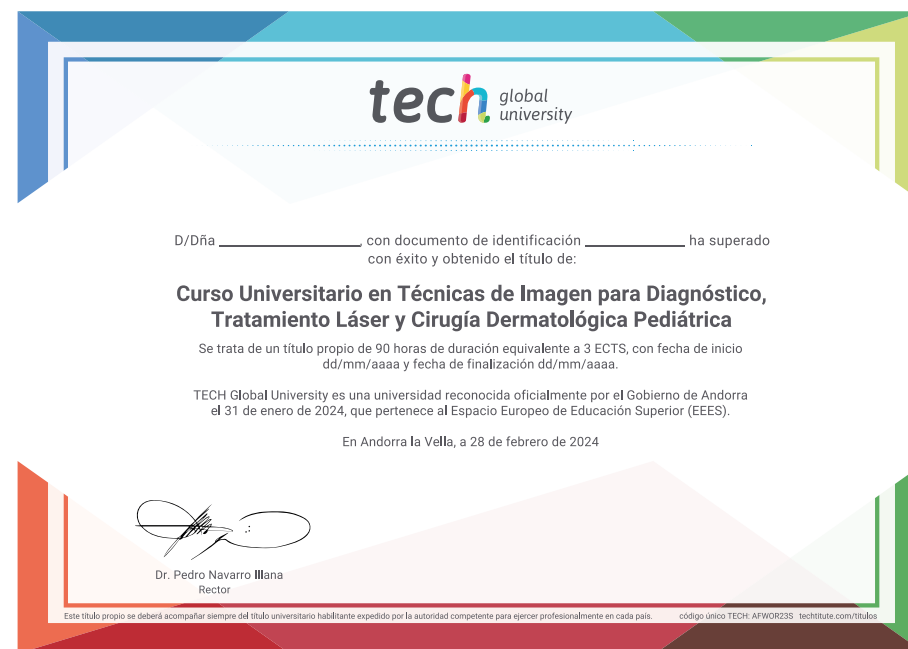 tech global university
D/Dña ____________________, con documento de identificación ______________ ha superado
con éxito y obtenido el título de:
Curso Universitario en Técnicas de Imagen para Diagnóstico,
Tratamiento Láser y Cirugía Dermatológica Pediátrica
Se trata de un título propio de 90 horas de duración equivalente a 3 ECTS, con fecha de inicio
dd/mm/aaaa y fecha de finalización dd/mm/aaaa.
TECH Global University es una universidad reconocida oficialmente por el Gobierno de Andorra
el 31 de enero de 2024, que pertenece al Espacio Europeo de Educación Superior (EEES).
En Andorra la Vella, a 28 de febrero de 2024
Dr. Pedro Navarro Illana
Rector
Este título propio se deberá acompañar siempre del título universitario habilitante expedido por la autoridad competente para ejercer profesionalmente en cada país. código único TECH: AFWOR23S techtitute.com/titulos